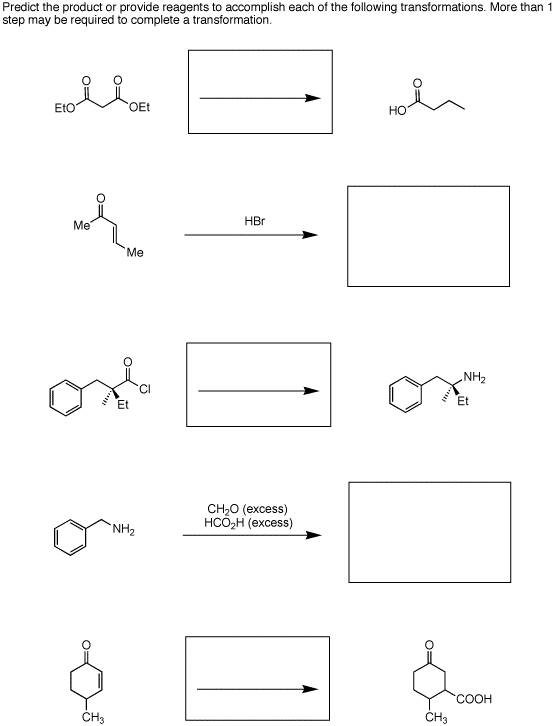 Predict the product or provide reagents to accomplish each of the following transformations. More than 1
step may be required to complete a transformation.
O O
EtO OEt
O
HO
O
Me
Me
HBr
O
Cl
Et
NH2
Et
NH2
CH2O (excess)
HCO2H (excess)
O
CH3
O
COOH
CH3